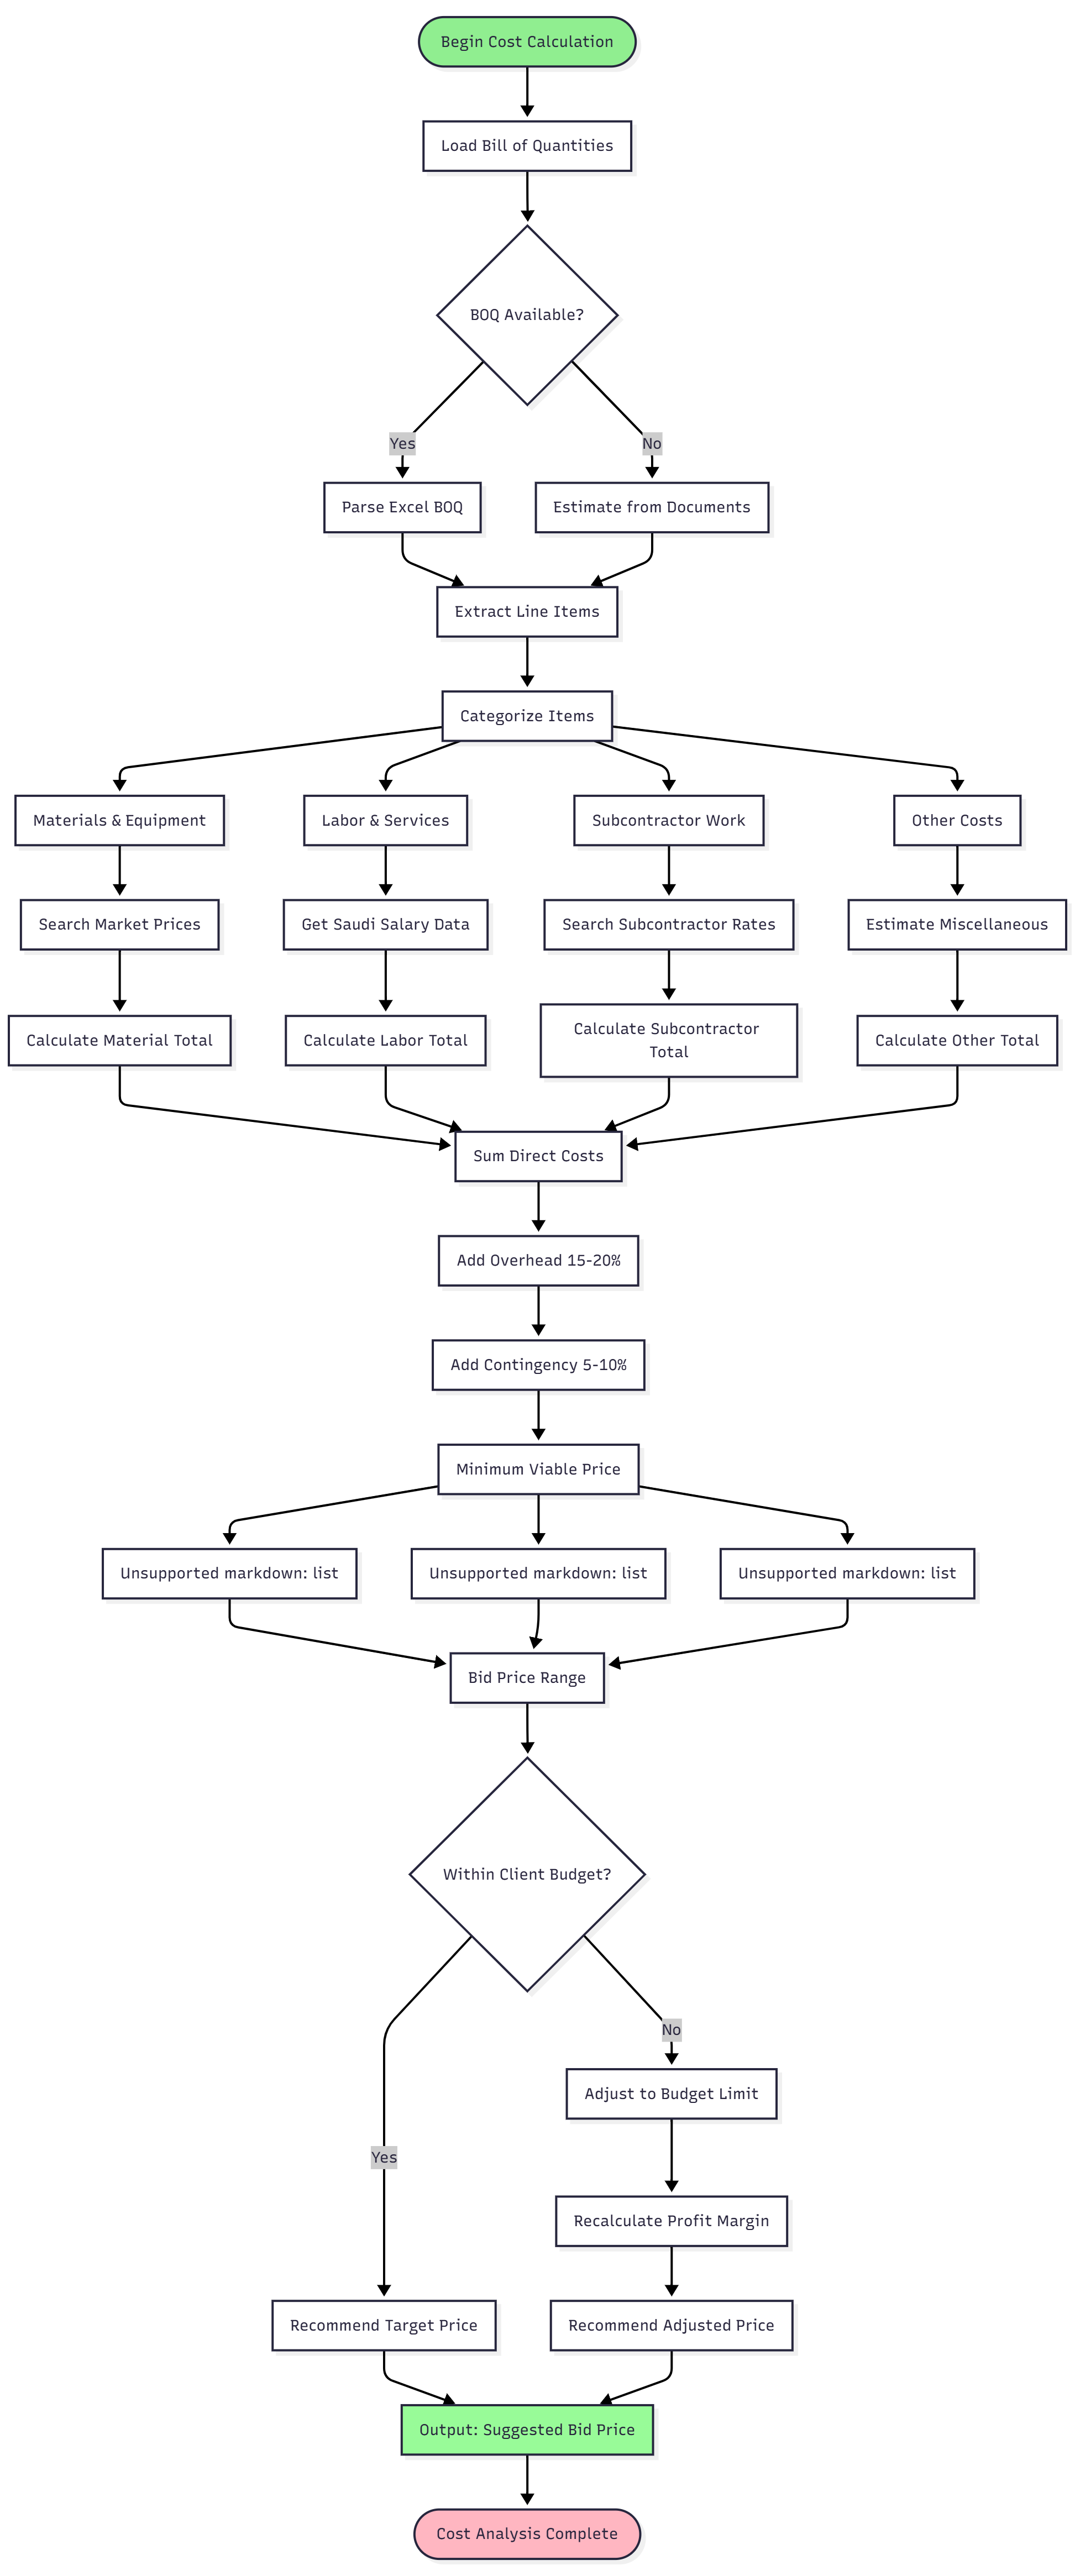 Begin Cost Calculation
Load Bill of Quantities
BOQ Available?
Yes
No
Parse Excel BOQ
Estimate from Documents
Extract Line Items
Categorize Items
Materials & Equipment
Labor & Services
Subcontractor Work
Other Costs
Search Market Prices
Get Saudi Salary Data
Search Subcontractor Rates
Estimate Miscellaneous
Calculate Material Total
Calculate Labor Total
Calculate Subcontractor
Total
Calculate Other Total
Sum Direct Costs
Add Overhead 15-20%
Add Contingency 5-10%
Minimum Viable Price
Unsupported markdown: list
Unsupported markdown: list
Unsupported markdown: list
Bid Price Range
Within Client Budget?
No
Adjust to Budget Limit
Yes
Recalculate Profit Margin
Recommend Target Price
Recommend Adjusted Price
Output: Suggested Bid Price
Cost Analysis Complete